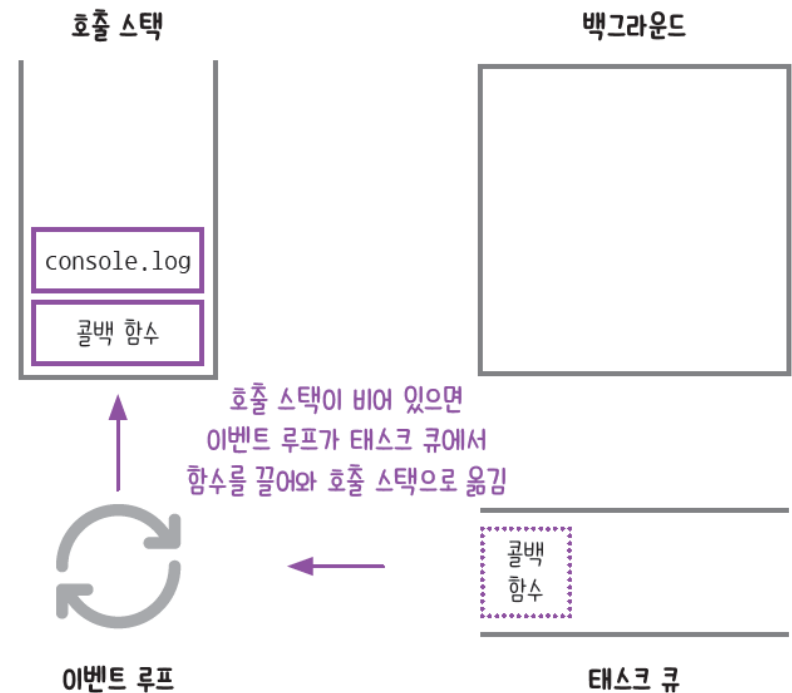 호출 스택
백그라운드
console.log
콜백 함수
호출 스택이 비어 있으면
이벤트 루프가 태스크 큐에서
함수를 끌어와 호출 스택으로 옮김
콜백
함수
이벤트 루프
태스크 큐